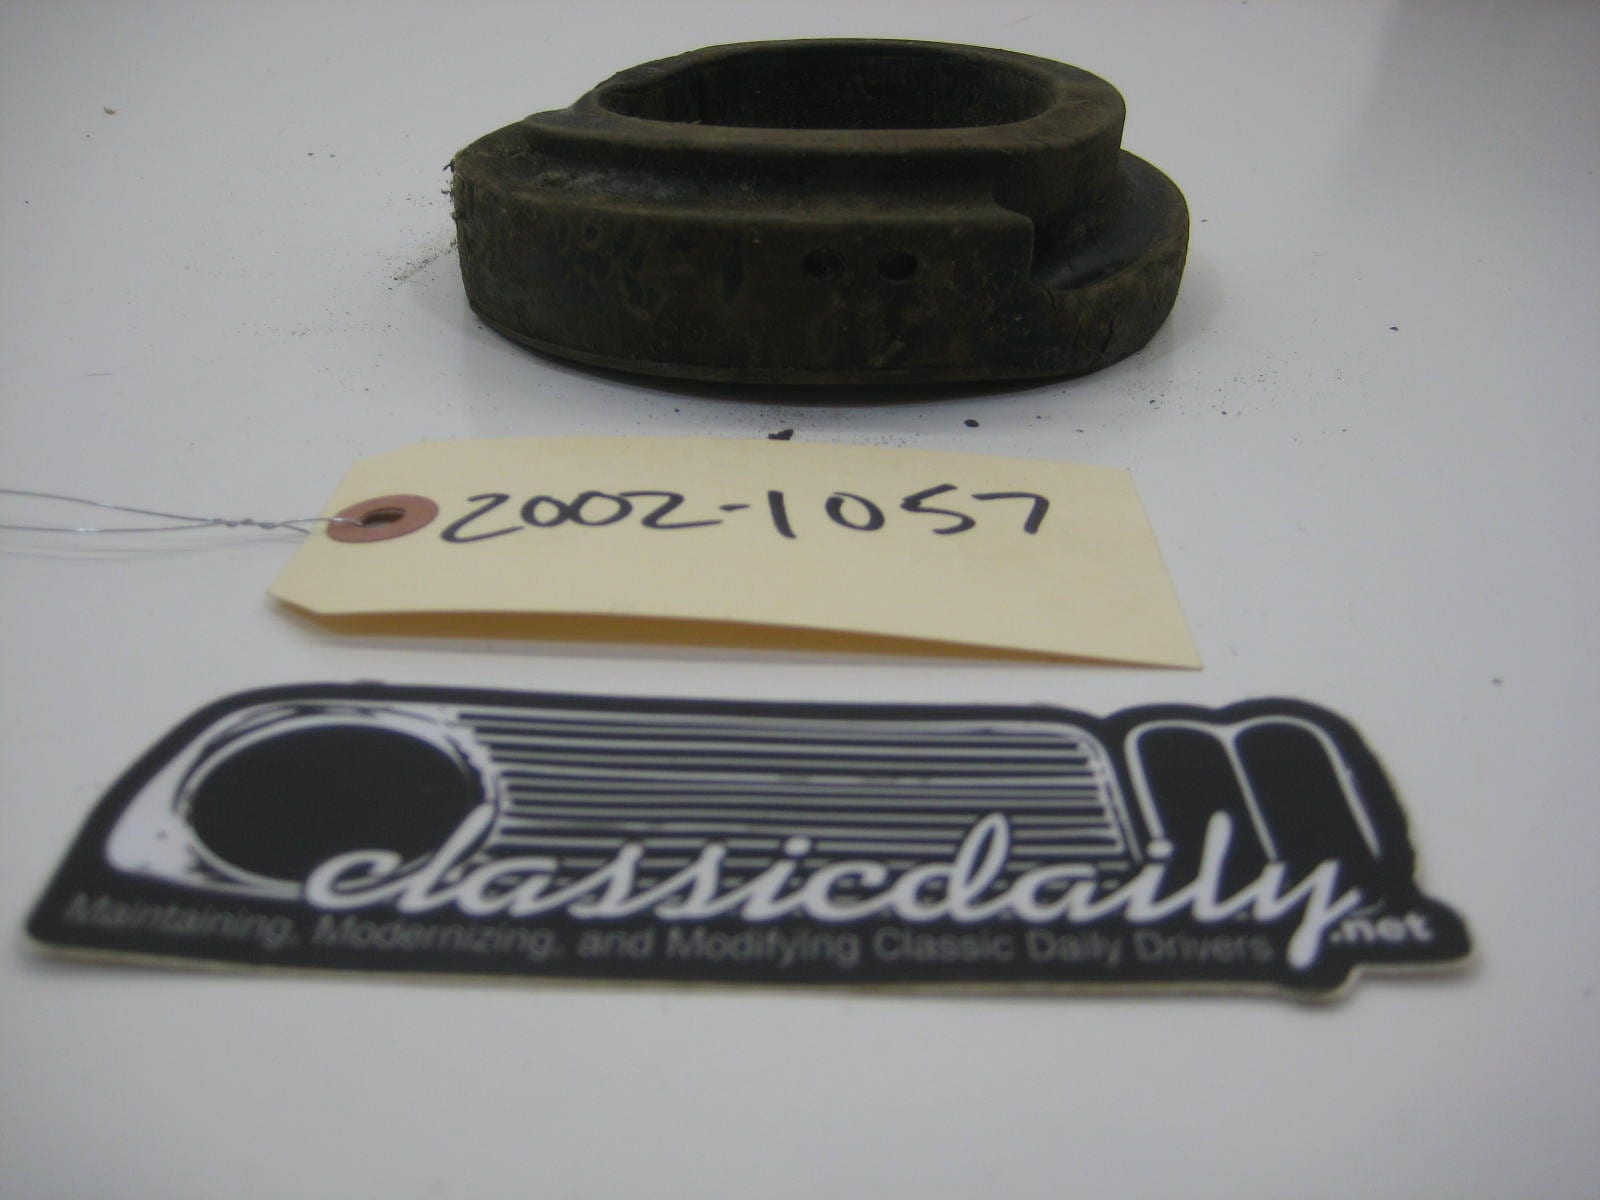 2002-1057
classicdaily.net
Maintaining, Modernizing, and Modifying Classic Daily Drivers